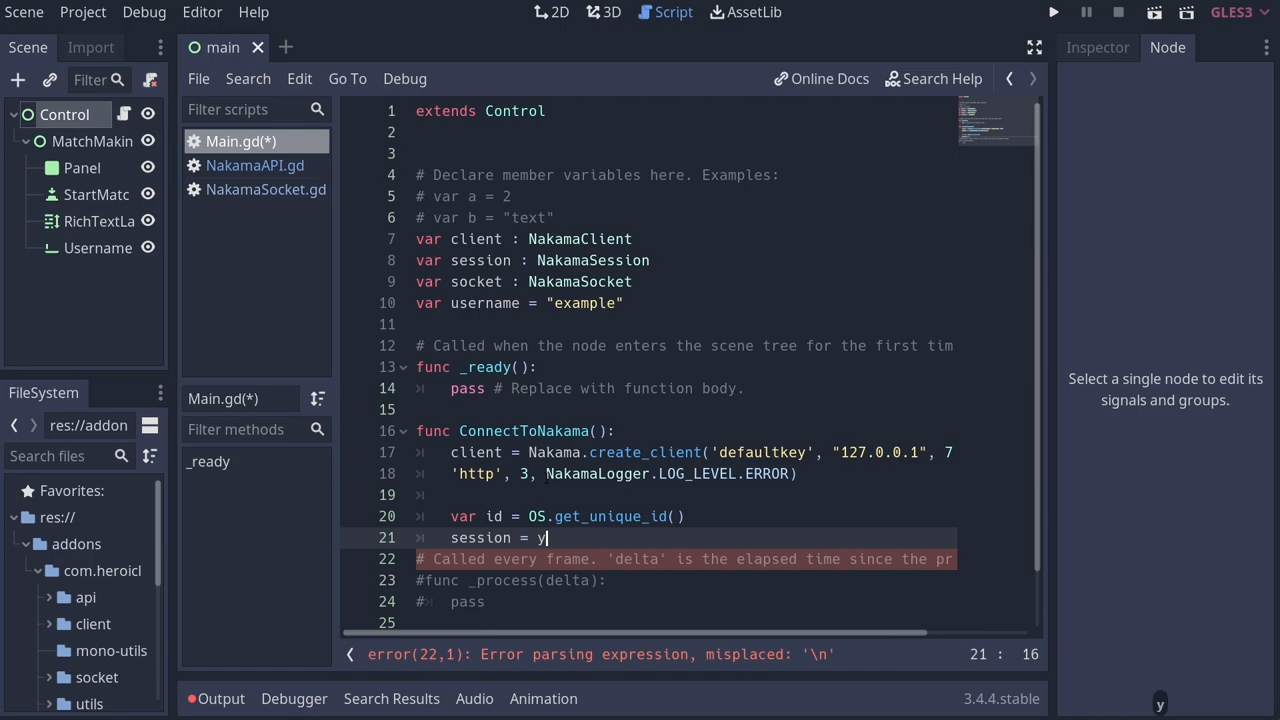 Scene Project Debug Editor Help 2D 3D Script AssetLib GLES3
Scene Import main Inspector Node
Filter File Search Edit Go To Debug Online Docs Search Help
Control Filter scripts 1 extends Control
MatchMakin Main.gd(*) 2
Panel NakamaAPI.gd 3
StartMatc NakamaSocket.gd 4 # Declare member variables here. Examples:
5 # var a = 2
RichTextLa 6 # var b = "text"
Username 7 var client : NakamaClient
8 var session : NakamaSession
9 var socket : NakamaSocket
10 var username = "example"
11
12 # Called when the node enters the scene tree for the first tim
13 func _ready():
FileSystem Main.gd(*) 14 pass # Replace with function body.
res://addon Filter methods 15
16 func ConnectToNakama():
Search files _ready 17 client = Nakama.create_client('defaultkey', "127.0.0.1", 7
Favorites: 18 'http', 3, NakamaLogger.LOG_LEVEL.ERROR)
res:// 19
addons 20 var id = OS.get_unique_id()
com.heroicl 21 session = y
api 22 # Called every frame. 'delta' is the elapsed time since the pr
client 23 #func _process(delta):
mono-utils 24 # pass
socket 25
error(22,1): Error parsing expression, misplaced: '\n' 21 : 16
utils Output Debugger Search Results Audio Animation 3.4.4.stable
Select a single node to edit its
signals and groups.
y